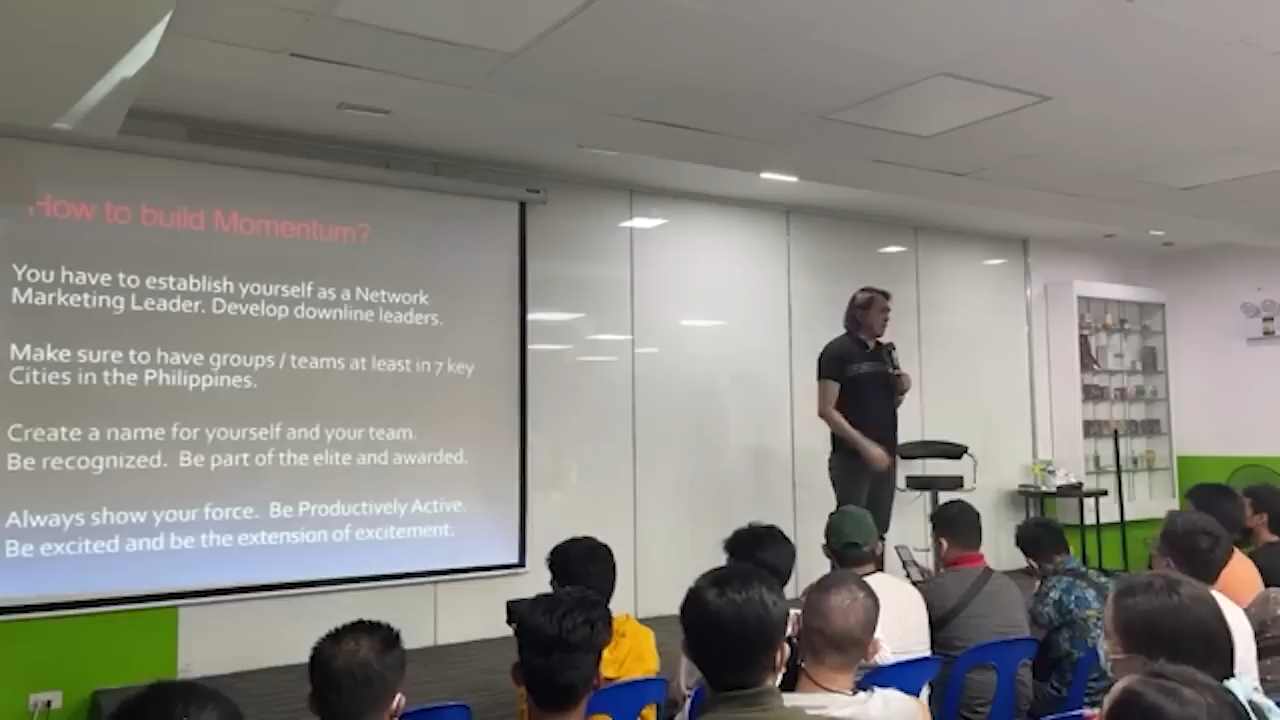 How to build Momentum?
You have to establish yourself as a Network
Marketing Leader. Develop downline leaders.
Make sure to have groups / teams at least in 7 key
Cities in the Philippines.
Create a name for yourself and your team.
Be recognized. Be part of the elite and awarded.
Always show your force. Be Productively Active.
Be excited and be the extension of excitement.